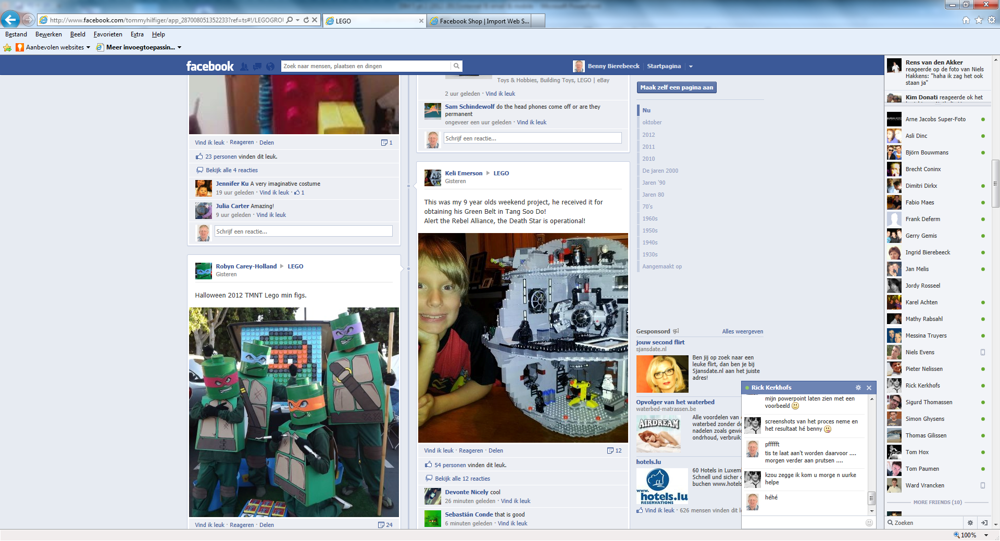 http://www.facebook.com/tommyhilfiger/app_287008051352233?ref=ts#!/LEGOGROU
LEGO
Facebook Shop | Import Web S...
Bestand Bewerken Beeld Favorieten Extra Help
Aanbevolen websites Meer invoegtoepassin...
facebook
Zoek naar mensen, plaatsen en dingen
Benny Bierebeeck Startpagina
Vind ik leuk · Reageren · Delen 1
23 personen vinden dit leuk.
Bekijk alle 4 reacties
Jennifer Ku A very imaginative costume
19 uur geleden · Vind ik leuk · 1
Julia Carter Amazing!
9 uur geleden · Vind ik leuk
Schrijf een reactie...
Robyn Carey-Holland LEGO
Gisteren
Halloween 2012 TMNT Lego min figs.
Vind ik leuk · Reageren · Delen 24
Toys & Hobbies, Building Toys, LEGO | eBay
2 uur geleden · Vind ik leuk
Sam Schindewolf do the head phones come off or are they
permanent
ongeveer een uur geleden · Vind ik leuk
Schrijf een reactie...
Keli Emerson LEGO
Gisteren
This was my 9 year olds weekend project, he received it for
obtaining his Green Belt in Tang Soo Do!
Alert the Rebel Alliance, the Death Star is operational!
Vind ik leuk · Reageren · Delen 12
54 personen vinden dit leuk.
Bekijk alle 12 reacties
Devonte Nicely cool
26 minuten geleden · Vind ik leuk
Sebastián Conde that is good
6 minuten geleden · Vind ik leuk
Maak zelf een pagina aan
Nu
oktober
2012
2011
2010
De jaren 2000
Jaren '90
Jaren 80
70's
1960s
1950s
1940s
1930s
Aangemaakt op
Gesponsord Alles weergeven
jouw second flirt
sjansdate.nl
Ben jij op zoek naar een
leuke flirt, dan ben je bij
Sjansdate.nl aan het juiste
adres!
Opvolger van het waterbed
waterbed-matrassen.be
AIRDREAM
Alle voordelen van
waterbed zonder de
nadelen zoals gewic
ondrhoud, verbruik
hotels.lu
www.
hotels.lu
RESERVATIONS
60 Hotels in Luxem
Schnell und sicher
buchen www.hotels
Vind ik leuk · 626 mensen vinden dit le
Rick Kerkhofs
mijn powerpoint laten zien met een
voorbeeld
screenshots van het proces neme en
het resultaat hé benny
pffffft
tis te laat aan't worden daarvoor ....
morgen verder aan prutsen ....
kzou zegge ik kom u morge n uurke
helpe
héhé
Rens van den Akker
reageerde op de foto van Niels
Hakkens: "haha ik zag het ook
staan ja"
Kim Donati reageerde ok het
Arne Jacobs Super-Foto
Asli Dinc
Björn Bouwmans
Brecht Coninx
Dimitri Dirkx
Fabio Maes
Frank Deferm
Gerry Gemis
Ingrid Bierebeeck
Jan Melis
Jordy Rosseel
Karel Achten
Mathy Rabsahl
Messina Truyers
Niels Evens
Pieter Nelissen
Rick Kerkhofs
Sigurd Thomassen
Simon Ghysens
Thomas Gilissen
Tom Hox
Tom Paumen
Ward Vrancken
MORE FRIENDS (10)
Zoeken
100%